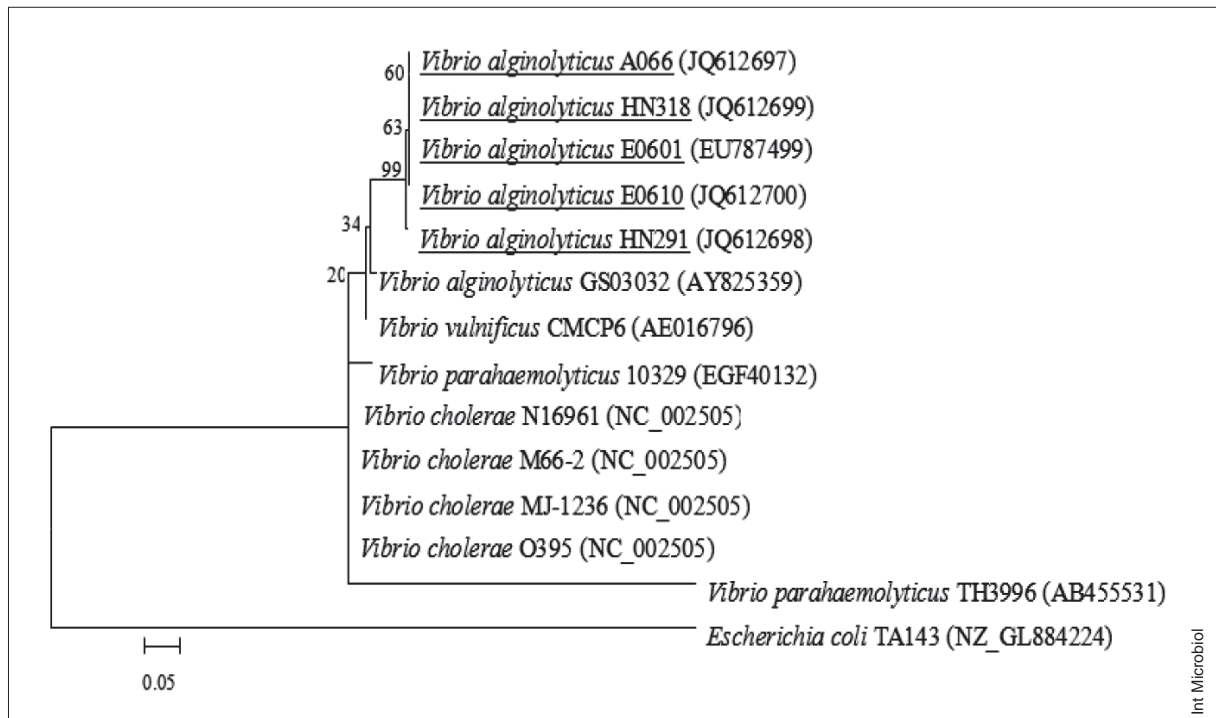 Vibrio alginolyticus A066 (JQ612697)
60
Vibrio alginolyticus HN318 (JQ612699)
63
Vibrio alginolyticus E0601 (EU787499)
99
Vibrio alginolyticus E0610 (JQ612700)
34
Vibrio alginolyticus HN291 (JQ612698)
20
Vibrio alginolyticus GS03032 (AY825359)
Vibrio vulnificus CMCP6 (AE016796)
Vibrio parahaemolyticus 10329 (EGF40132)
Vibrio cholerae N16961 (NC_002505)
Vibrio cholerae M66-2 (NC_002505)
Vibrio cholerae MJ-1236 (NC_002505)
Vibrio cholerae O395 (NC_002505)
Vibrio parahaemolyticus TH3996 (AB455531)
Escherichia coli TA143 (NZ_GL884224)
0.05
Int Microbiol